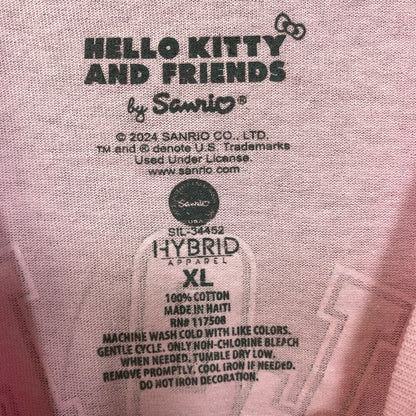 HELLO KITTY
AND FRIENDS
by Sanrio®
© 2024 SANRIO CO., LTD.
TM and ® denote U.S. Trademarks
Used Under License.
www.sanrio.com
Sanrio
USA
SIL-34452
HYBRID
APPAREL
XL
100% COTTON
MADE IN HAITI
RN# 117508
MACHINE WASH COLD WITH LIKE COLORS.
GENTLE CYCLE. ONLY NON-CHLORINE BLEACH
WHEN NEEDED. TUMBLE DRY LOW.
REMOVE PROMPTLY. COOL IRON IF NEEDED.
DO NOT IRON DECORATION.